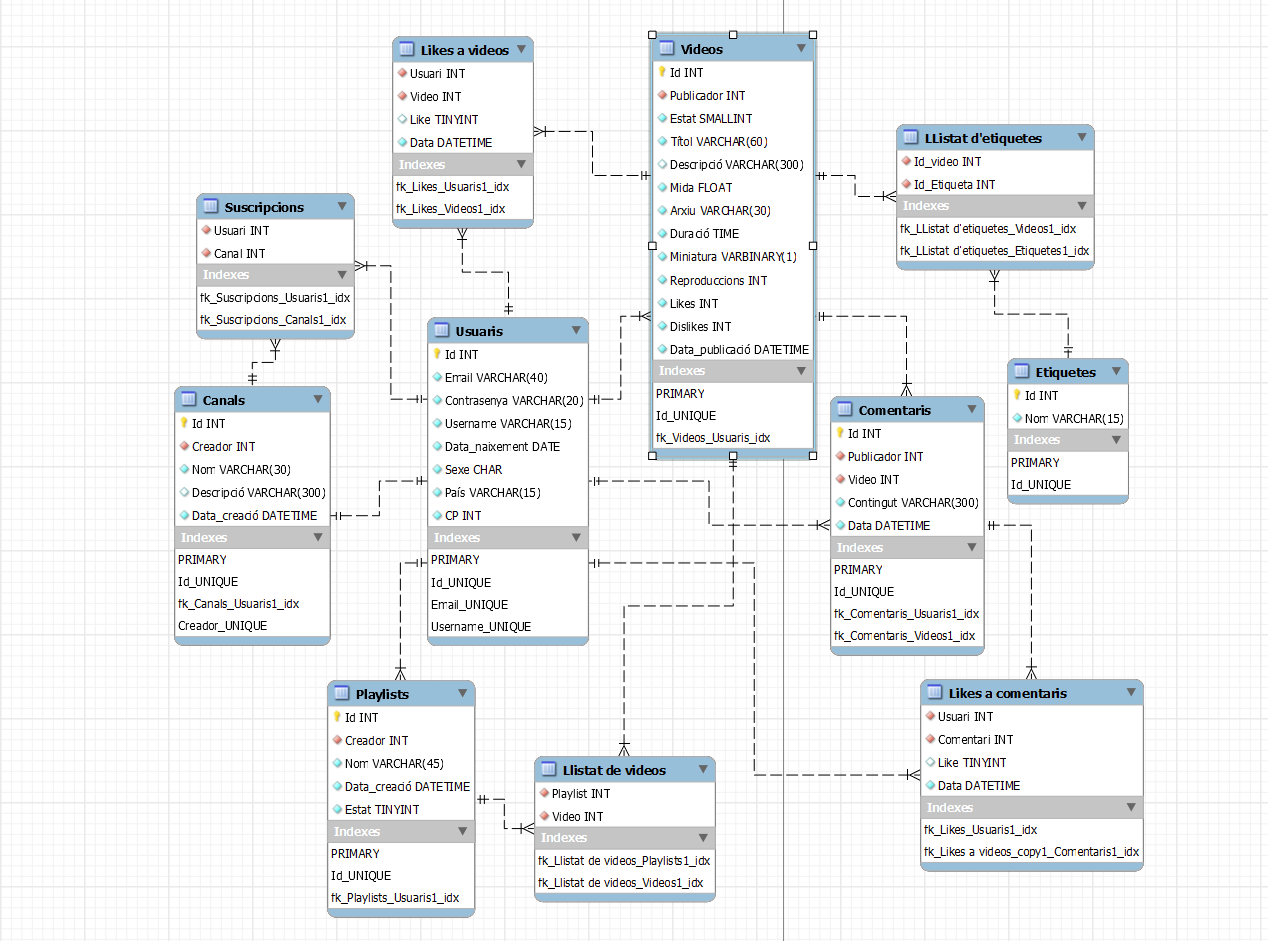 Likes a videos
Usuari INT
Video INT
Like TINYINT
Data DATETIME
Indexes
fk_Likes_Usuaris1_idx
fk_Likes_Videos1_idx
Videos
Id INT
Publicador INT
Estat SMALLINT
Títol VARCHAR(60)
Descripció VARCHAR(300)
Mida FLOAT
Arxiu VARCHAR(30)
Duració TIME
Miniatura VARBINARY(1)
Reproduccions INT
Likes INT
Dislikes INT
Data_publicació DATETIME
Indexes
PRIMARY
Id_UNIQUE
fk_Videos_Usuaris_idx
LListat d'etiquetes
Id_video INT
Id_Etiqueta INT
Indexes
fk_LListat d'etiquetes_Videos1_idx
fk_LListat d'etiquetes_Etiquetes1_idx
Suscripcions
Usuari INT
Canal INT
Indexes
fk_Suscripcions_Usuaris1_idx
fk_Suscripcions_Canals1_idx
Usuaris
Id INT
Email VARCHAR(40)
Contrasenya VARCHAR(20)
Username VARCHAR(15)
Data_naixement DATE
Sexe CHAR
País VARCHAR(15)
CP INT
Indexes
PRIMARY
Id_UNIQUE
Email_UNIQUE
Username_UNIQUE
Etiquetes
Id INT
Nom VARCHAR(15)
Indexes
PRIMARY
Id_UNIQUE
Canals
Id INT
Creador INT
Nom VARCHAR(30)
Descripció VARCHAR(300)
Data_creació DATETIME
Indexes
PRIMARY
Id_UNIQUE
fk_Canals_Usuaris1_idx
Creador_UNIQUE
Comentaris
Id INT
Publicador INT
Video INT
Contingut VARCHAR(300)
Data DATETIME
Indexes
PRIMARY
Id_UNIQUE
fk_Comentaris_Usuaris1_idx
fk_Comentaris_Videos1_idx
Playlists
Id INT
Creador INT
Nom VARCHAR(45)
Data_creació DATETIME
Estat TINYINT
Indexes
PRIMARY
Id_UNIQUE
fk_Playlists_Usuaris1_idx
Llistat de videos
Playlist INT
Video INT
Indexes
fk_Llistat de videos_Playlists1_idx
fk_Llistat de videos_Videos1_idx
Likes a comentaris
Usuari INT
Comentari INT
Like TINYINT
Data DATETIME
Indexes
fk_Likes_Usuaris1_idx
fk_Likes a videos_copy1_Comentaris1_idx